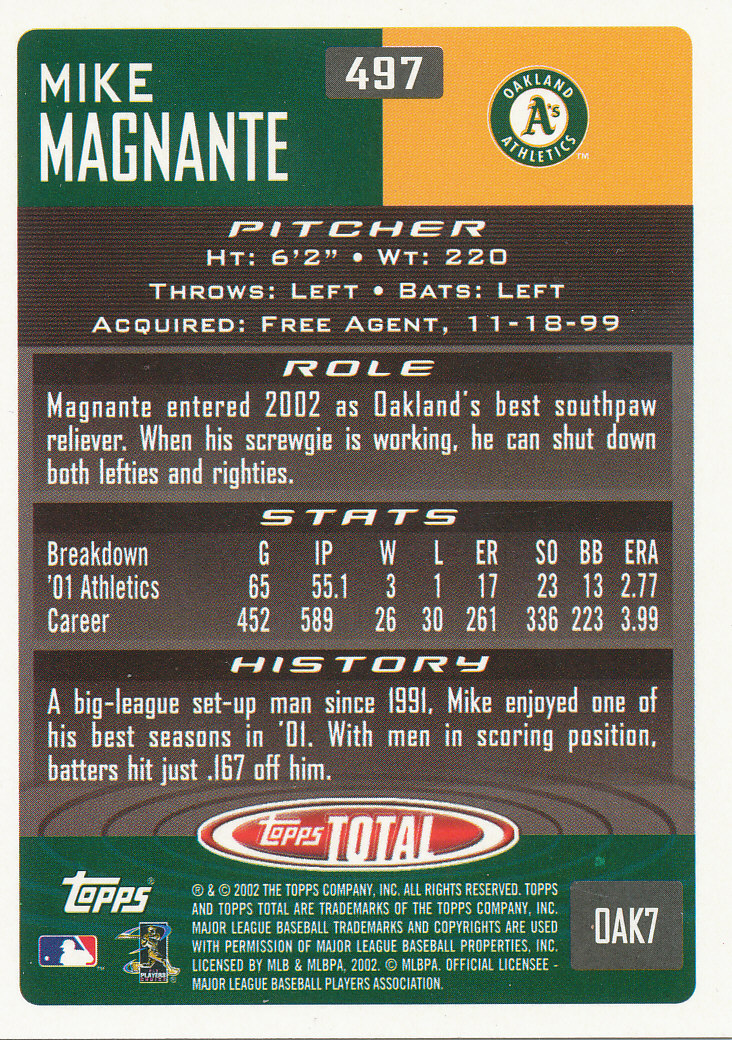 MIKE
MAGNANTE
497
OAKLAND
A's
ATHLETICS
TM
PITCHER
HT: 6'2" • WT: 220
THROWS: LEFT • BATS: LEFT
ACQUIRED: FREE AGENT, 11-18-99
ROLE
Magnante entered 2002 as Oakland's best southpaw
reliever. When his screwgie is working, he can shut down
both lefties and righties.
STATS
Breakdown G IP W L ER SO BB ERA
'01 Athletics 65 55.1 3 1 17 23 13 2.77
Career 452 589 26 30 261 336 223 3.99
HISTORY
A big-league set-up man since 1991, Mike enjoyed one of
his best seasons in '01. With men in scoring position,
batters hit just .167 off him.
Topps TOTAL
Topps®
® & © 2002 THE TOPPS COMPANY, INC. ALL RIGHTS RESERVED. TOPPS
AND TOPPS TOTAL ARE TRADEMARKS OF THE TOPPS COMPANY, INC.
MAJOR LEAGUE BASEBALL TRADEMARKS AND COPYRIGHTS ARE USED
WITH PERMISSION OF MAJOR LEAGUE BASEBALL PROPERTIES, INC.
LICENSED BY MLB & MLBPA, 2002. © MLBPA. OFFICIAL LICENSEE -
MAJOR LEAGUE BASEBALL PLAYERS ASSOCIATION.
PLAYERS
CHOICE
OAK7